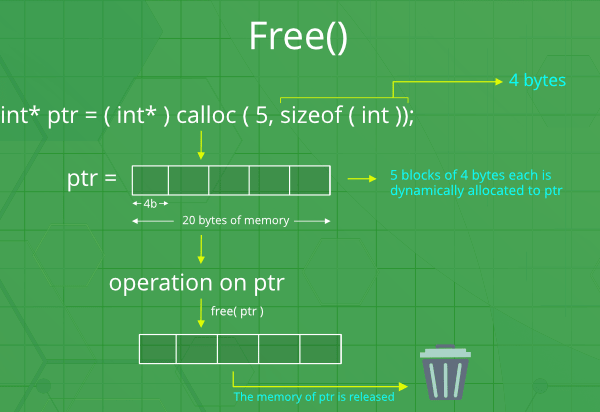 Free()
4 bytes
int* ptr = ( int* ) calloc ( 5, sizeof ( int ));
ptr =
5 blocks of 4 bytes each is
dynamically allocated to ptr
4b
20 bytes of memory
operation on ptr
free( ptr )
The memory of ptr is released